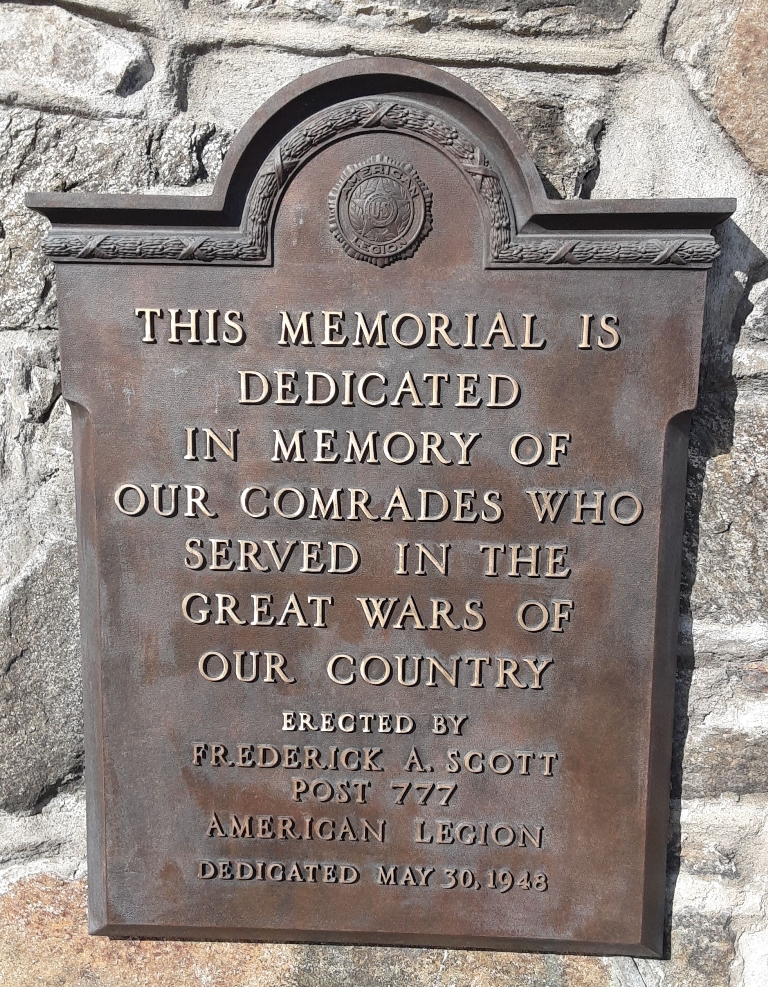 AMERICAN
US
LEGION
THIS MEMORIAL IS
DEDICATED
IN MEMORY OF
OUR COMRADES WHO
SERVED IN THE
GREAT WARS OF
OUR COUNTRY
ERECTED BY
FREDERICK A. SCOTT
POST 777
AMERICAN LEGION
DEDICATED MAY 30, 1948